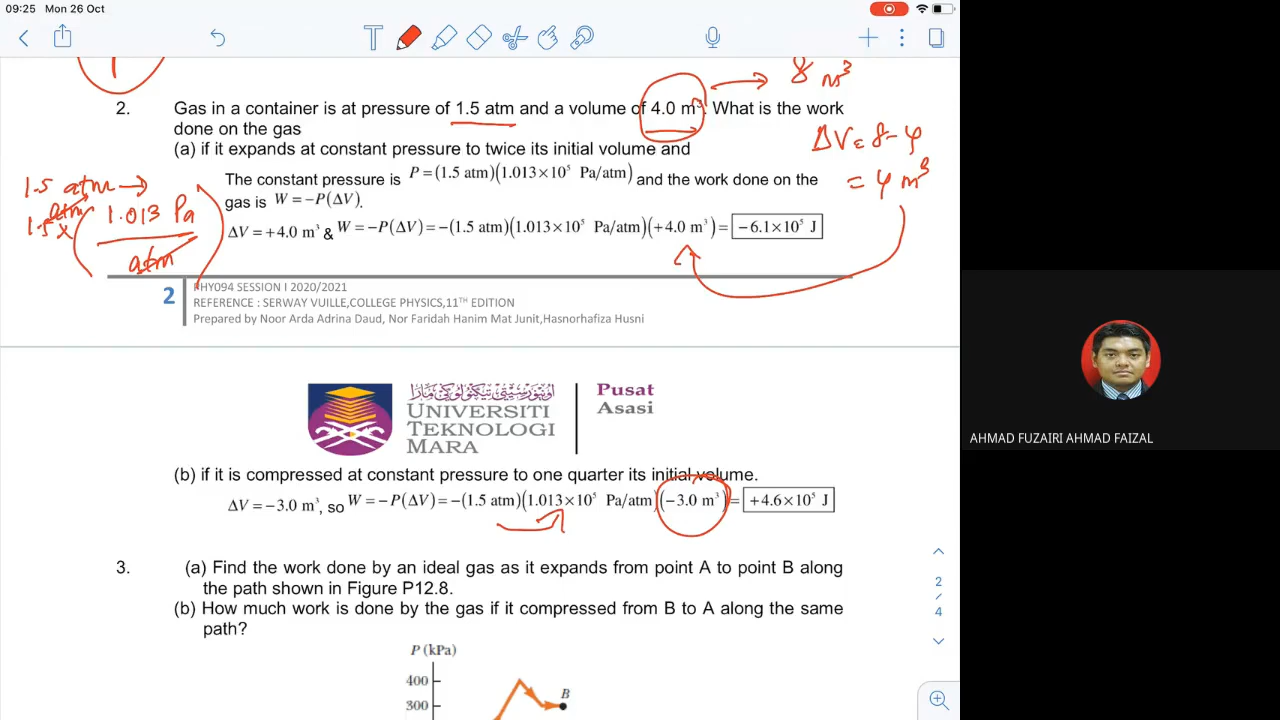 09:25 Mon 26 Oct
8 m³
2. Gas in a container is at pressure of 1.5 atm and a volume of 4.0 m³. What is the work
done on the gas
ΔV = 8 - 4
(a) if it expands at constant pressure to twice its initial volume and
= 4 m³
The constant pressure is P = (1.5 atm)(1.013×10⁵ Pa/atm) and the work done on the
gas is W = −P(ΔV).
1.5 atm →
1.5 x
atm
1.013 Pa
atm
ΔV = +4.0 m³ & W = −P(ΔV) = −(1.5 atm)(1.013×10⁵ Pa/atm)(+4.0 m³) = −6.1×10⁵ J
2
PHY094 SESSION I 2020/2021
REFERENCE : SERWAY VUILLE,COLLEGE PHYSICS,11TH EDITION
Prepared by Noor Arda Adrina Daud, Nor Faridah Hanim Mat Junit,Hasnorhafiza Husni
اونيۏرسيتي تيكنولوݢي مارا
UNIVERSITI
TEKNOLOGI
MARA
Pusat
Asasi
AHMAD FUZAIRI AHMAD FAIZAL
(b) if it is compressed at constant pressure to one quarter its initial volume.
ΔV = −3.0 m³, so W = −P(ΔV) = −(1.5 atm)(1.013×10⁵ Pa/atm)(−3.0 m³) = +4.6×10⁵ J
3. (a) Find the work done by an ideal gas as it expands from point A to point B along
the path shown in Figure P12.8.
(b) How much work is done by the gas if it compressed from B to A along the same
path?
P (kPa)
400
B
300
2
/
4